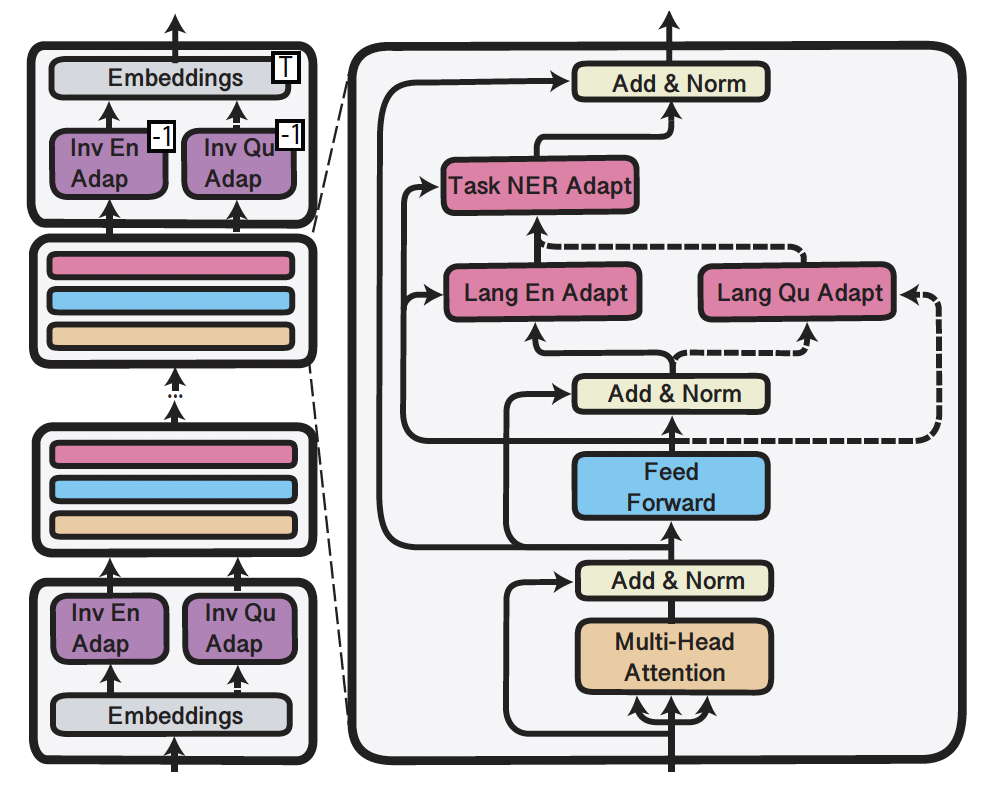 Embeddings
T
Inv En
Adap
-1
Inv Qu
Adap
-1
...
Inv En
Adap
Inv Qu
Adap
Embeddings
Add & Norm
Task NER Adapt
Lang En Adapt
Lang Qu Adapt
Add & Norm
Feed
Forward
Add & Norm
Multi-Head
Attention